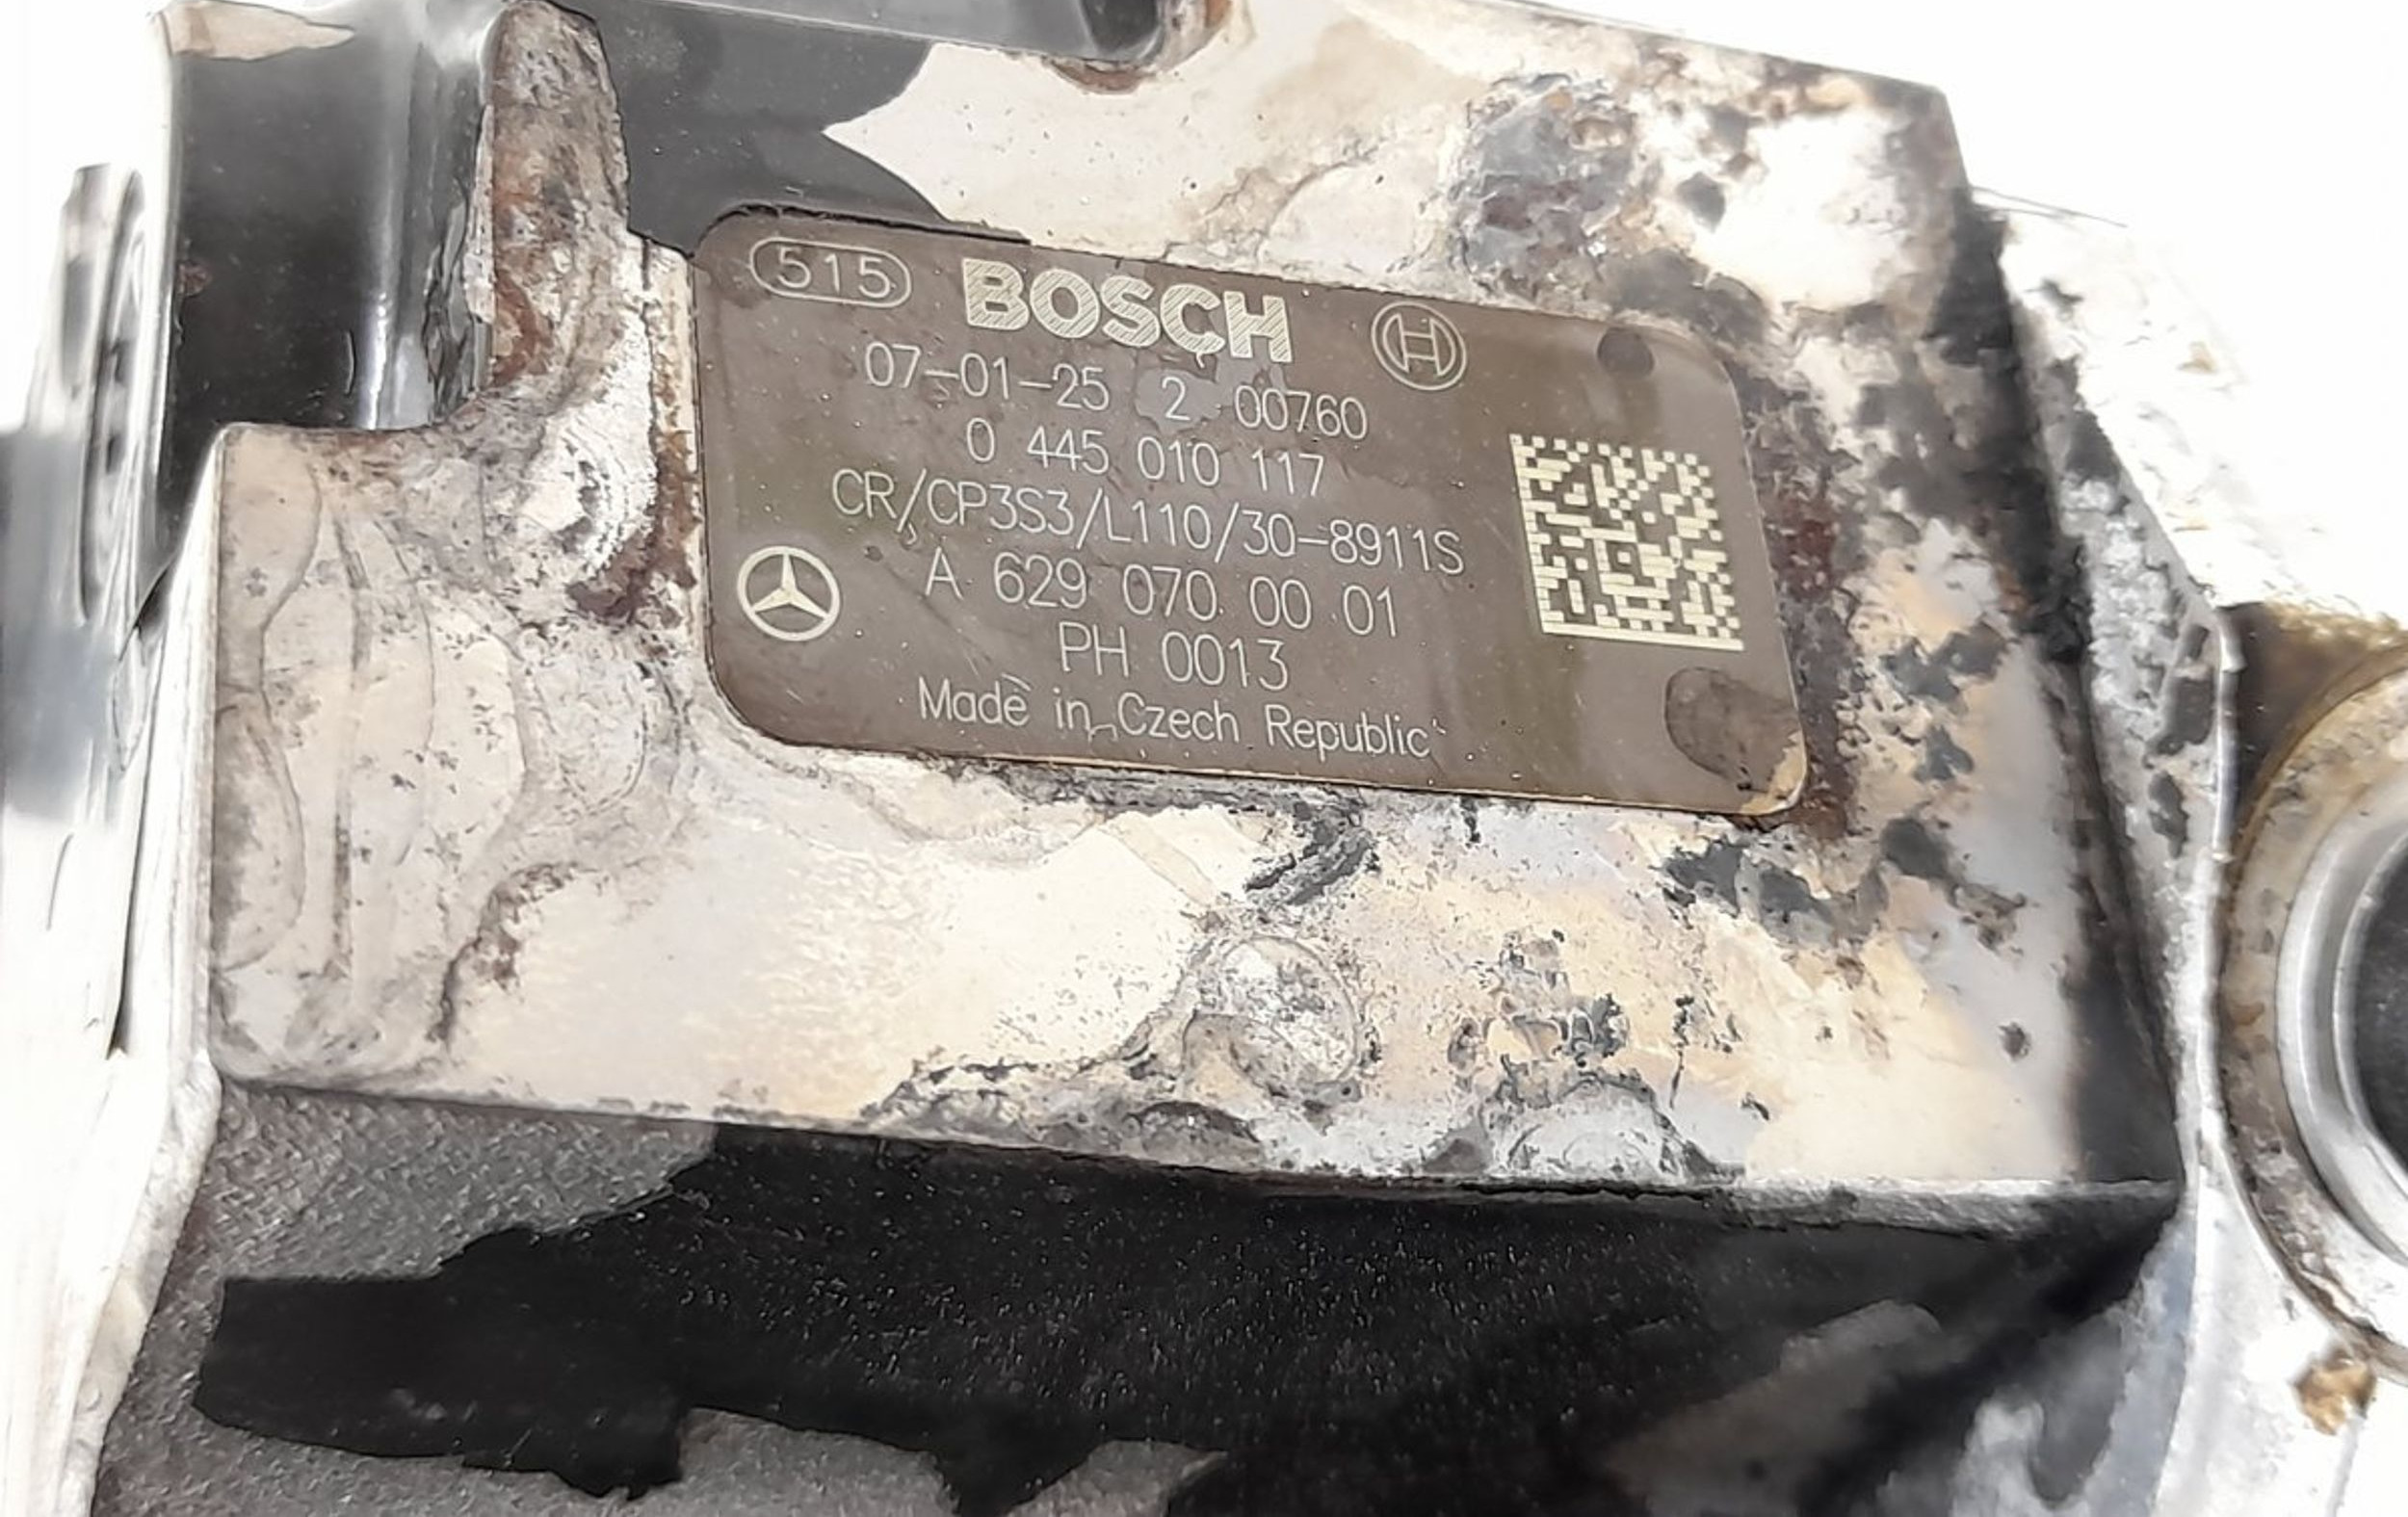 515 BOSCH
07-01-25 2 00760
0 445 010 117
CR/CP3S3/L110/30-8911S
A 629 070 00 01
PH 0013
Made in Czech Republic